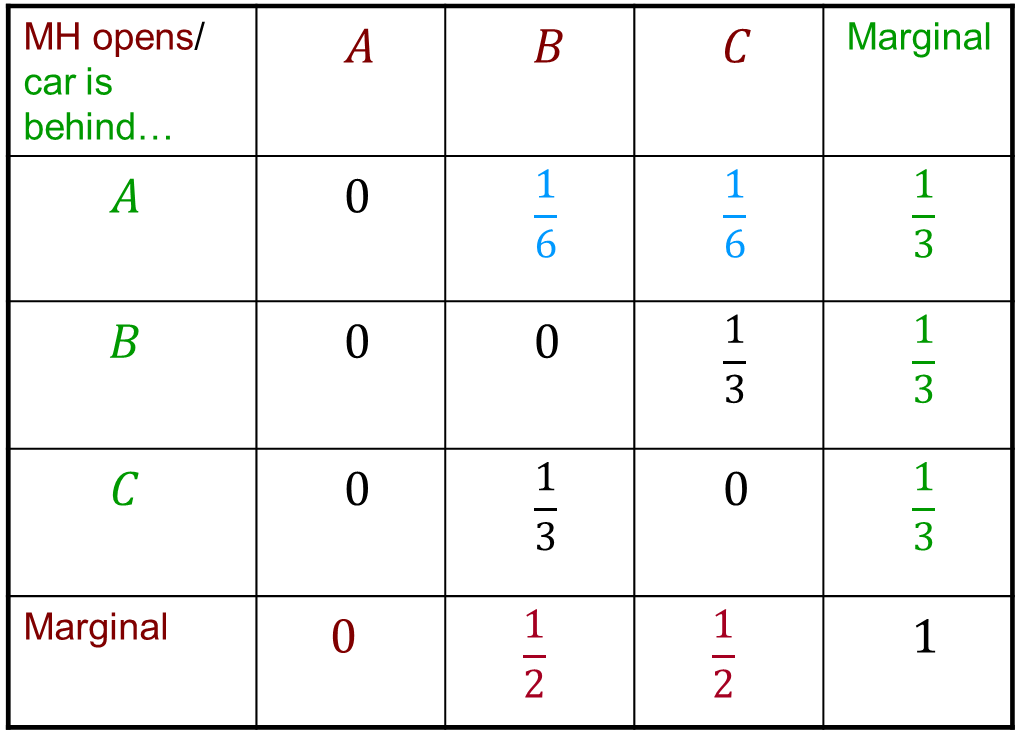 MH opens/ A B C Marginal
car is
behind…
A 0 1/6 1/6 1/3
B 0 0 1/3 1/3
C 0 1/3 0 1/3
Marginal 0 1/2 1/2 1